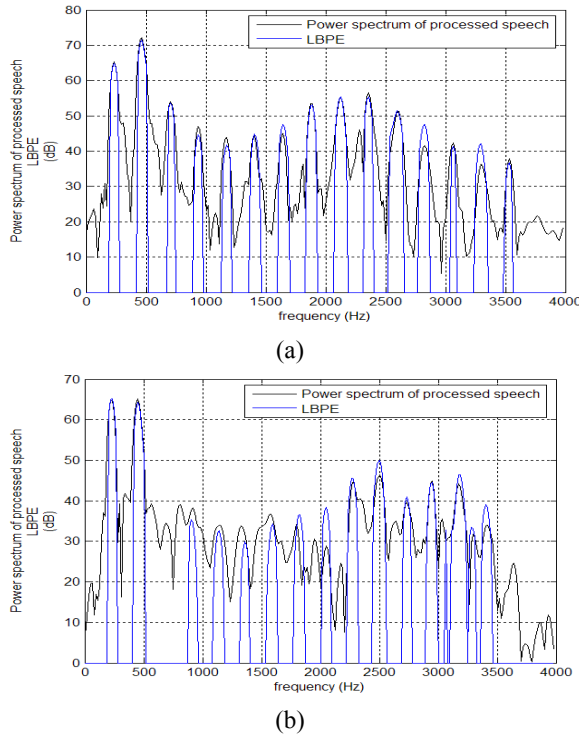 80
70
60
50
40
30
20
10
0
Power spectrum of processed speech
LBPE
(dB)
Power spectrum of processed speech
LBPE
0 500 1000 1500 2000 2500 3000 3500 4000
frequency (Hz)
(a)
70
60
50
40
30
20
10
0
Power spectrum of processed speech
LBPE
(dB)
Power spectrum of processed speech
LBPE
0 500 1000 1500 2000 2500 3000 3500 4000
frequency (Hz)
(b)